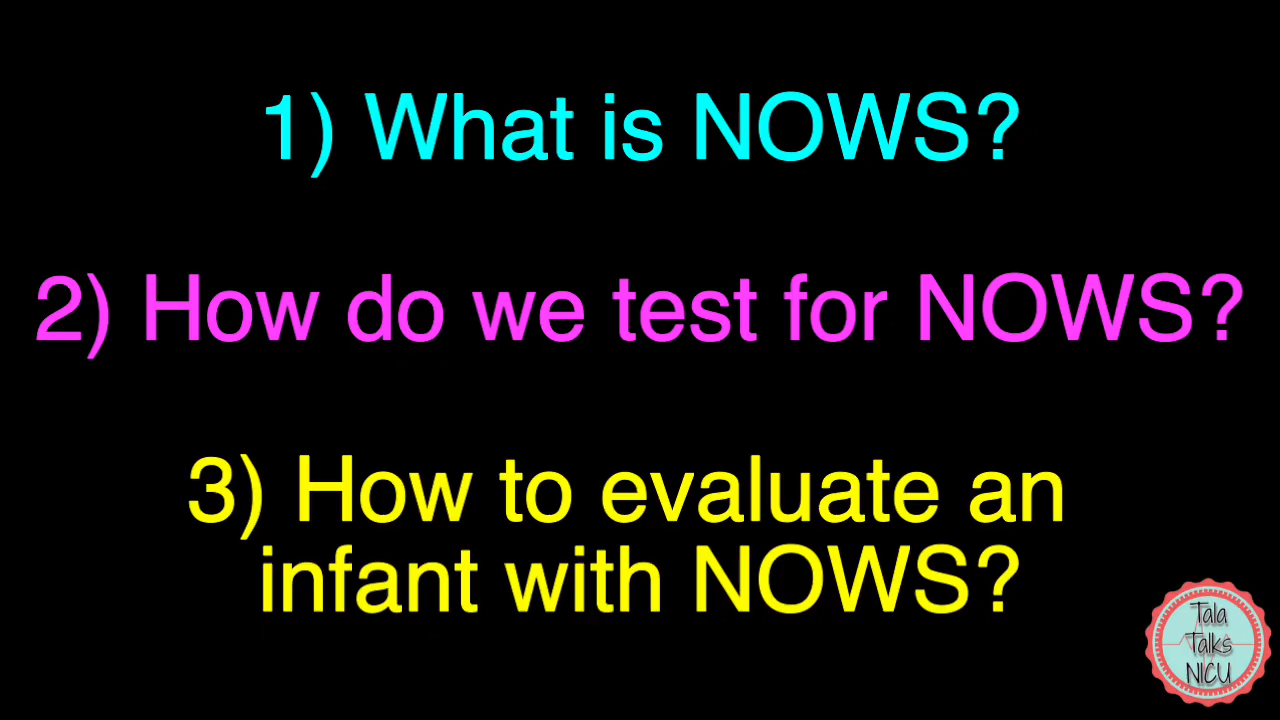 1) What is NOWS?
2) How do we test for NOWS?
3) How to evaluate an
infant with NOWS?
Tala
Talks
NICU